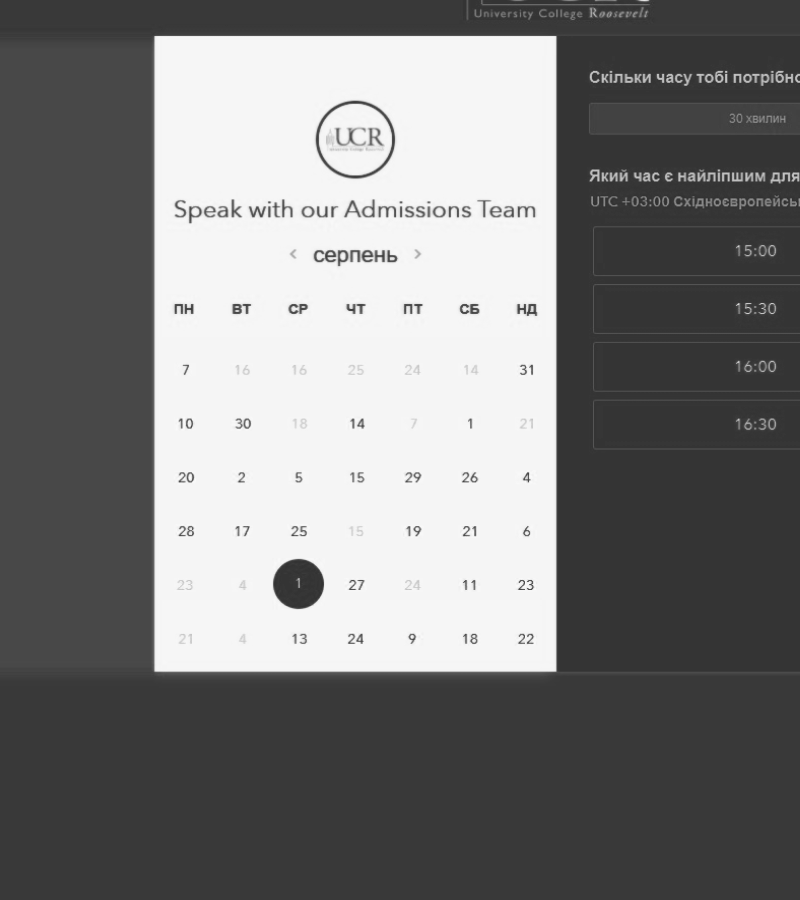 University College Roosevelt
UCR
Speak with our Admissions Team
< серпень >
ПН ВТ СР ЧТ ПТ СБ НД
7 16 16 25 24 14 31
10 30 18 14 7 1 21
20 2 5 15 29 26 4
28 17 25 15 19 21 6
23 4 1 27 24 11 23
21 4 13 24 9 18 22
Скільки часу тобі потрібно
30 хвилин
Який час є найліпшим для
UTC +03:00 Східноєвропейсь
15:00
15:30
16:00
16:30